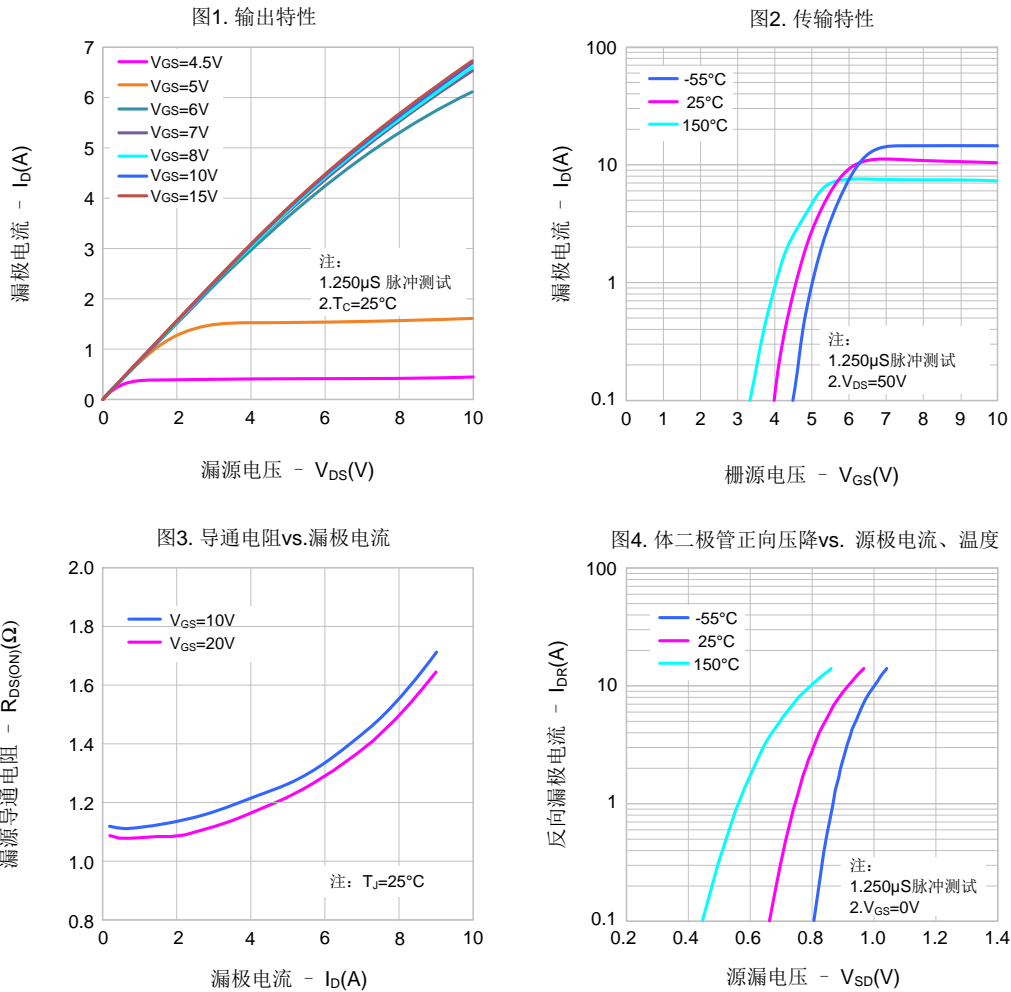 图1. 输出特性
漏极电流 － ID(A)
7
6
5
4
3
2
1
0
VGS=4.5V
VGS=5V
VGS=6V
VGS=7V
VGS=8V
VGS=10V
VGS=15V
注：
1.250µS 脉冲测试
2.TC=25°C
0 2 4 6 8 10
漏源电压 － VDS(V)
图2. 传输特性
漏极电流 － ID(A)
100
10
1
0.1
-55°C
25°C
150°C
注：
1.250µS脉冲测试
2.VDS=50V
0 1 2 3 4 5 6 7 8 9 10
栅源电压 － VGS(V)
图3. 导通电阻vs.漏极电流
漏源导通电阻 － RDS(ON)(Ω)
2.0
1.8
1.6
1.4
1.2
1.0
0.8
VGS=10V
VGS=20V
注：TJ=25°C
0 2 4 6 8 10
漏极电流 － ID(A)
图4. 体二极管正向压降vs. 源极电流、温度
反向漏极电流 － IDR(A)
100
10
1
0.1
-55°C
25°C
150°C
注：
1.250µS脉冲测试
2.VGS=0V
0.2 0.4 0.6 0.8 1.0 1.2 1.4
源漏电压 － VSD(V)